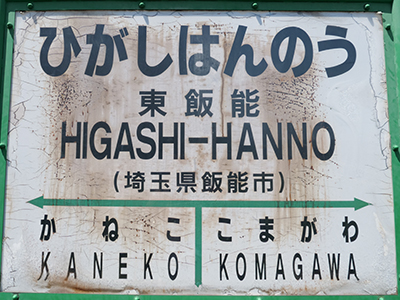 ひがしはんのう
東飯能
HIGASHI-HANNO
(埼玉県飯能市)
かねこ こまがわ
KANEKO KOMAGAWA